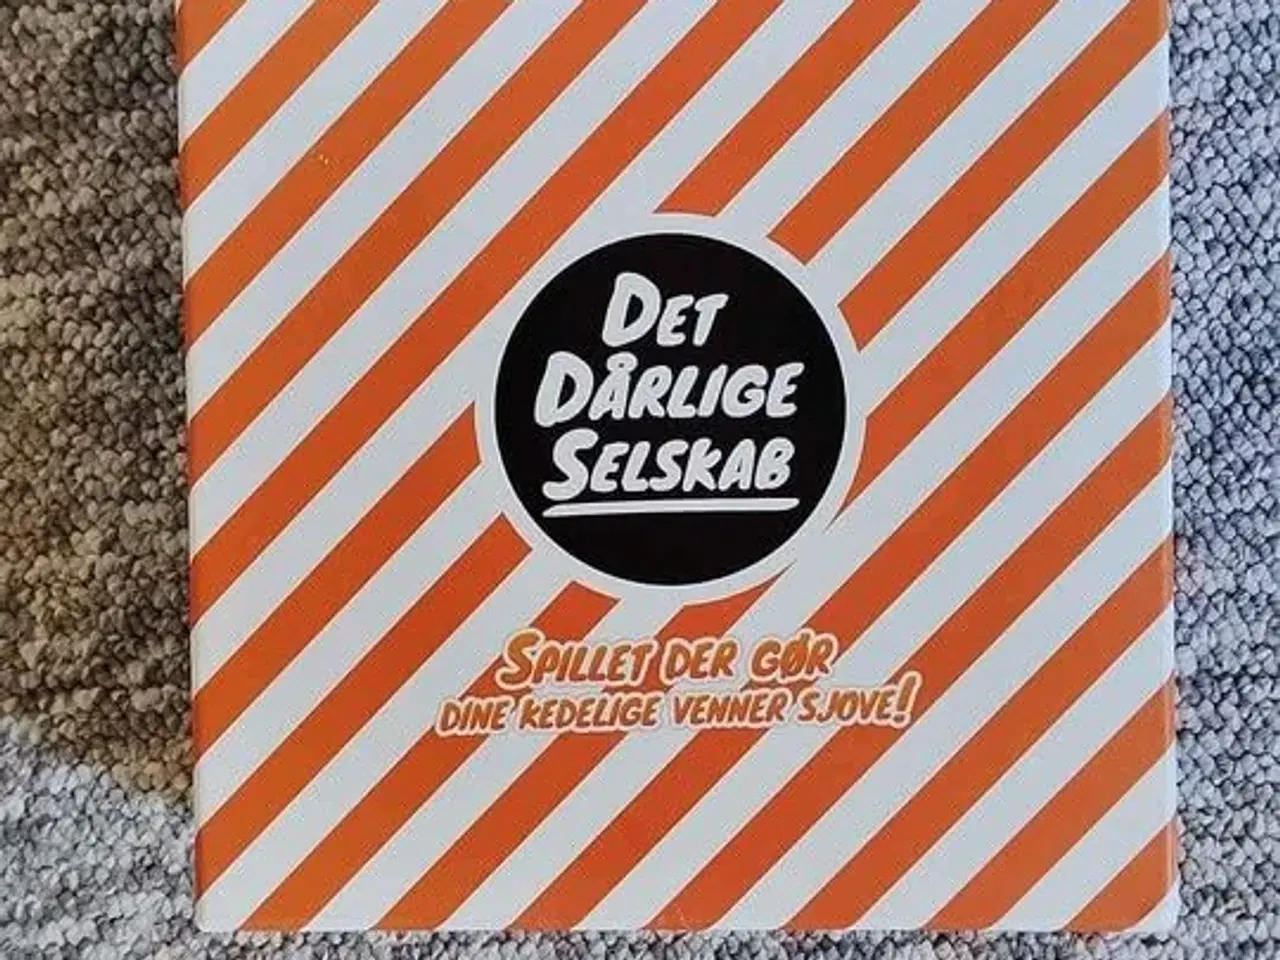 DET
DÅRLIGE
SELSKAB
SPILLET DER GØR
DINE KEDELIGE VENNER SJOVE!